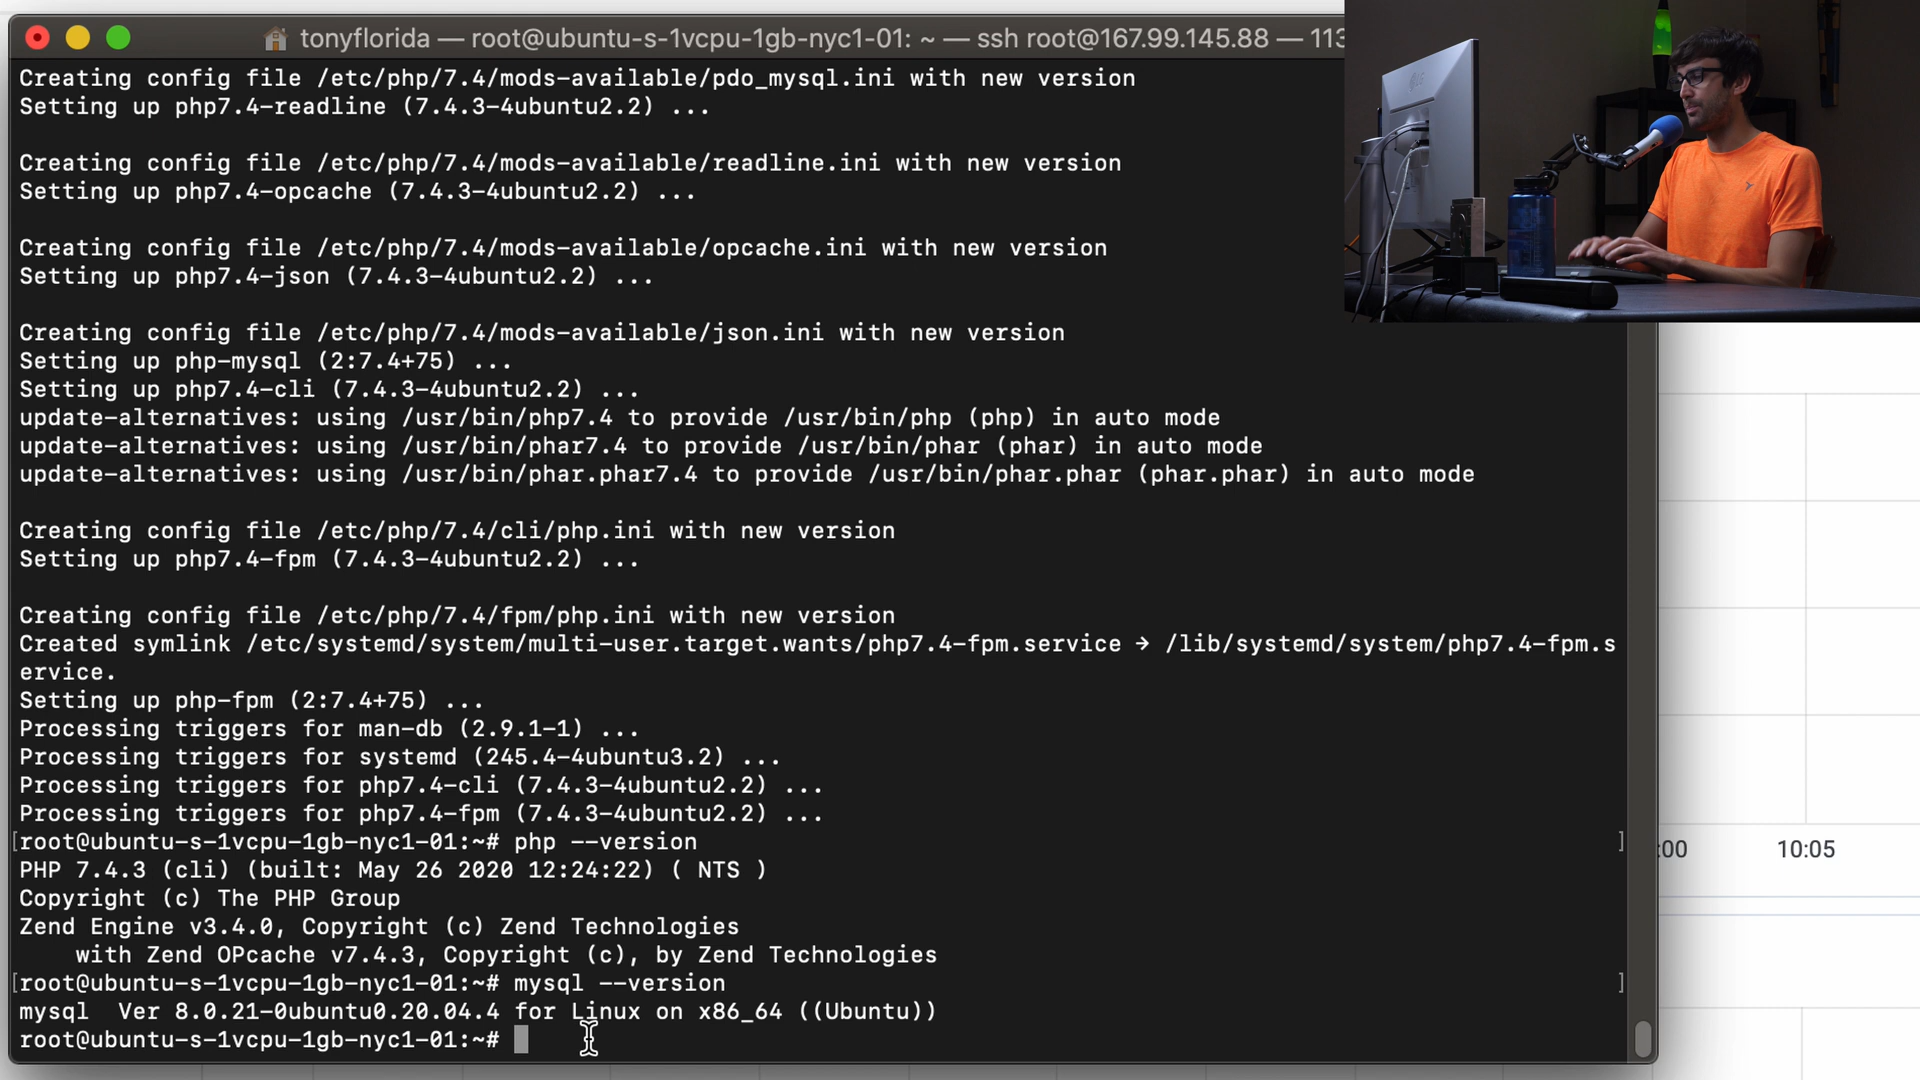 tonyflorida — root@ubuntu-s-1vcpu-1gb-nyc1-01: ~ — ssh root@167.99.145.88 — 113
Creating config file /etc/php/7.4/mods-available/pdo_mysql.ini with new version
Setting up php7.4-readline (7.4.3-4ubuntu2.2) ...
Creating config file /etc/php/7.4/mods-available/readline.ini with new version
Setting up php7.4-opcache (7.4.3-4ubuntu2.2) ...
Creating config file /etc/php/7.4/mods-available/opcache.ini with new version
Setting up php7.4-json (7.4.3-4ubuntu2.2) ...
Creating config file /etc/php/7.4/mods-available/json.ini with new version
Setting up php-mysql (2:7.4+75) ...
Setting up php7.4-cli (7.4.3-4ubuntu2.2) ...
update-alternatives: using /usr/bin/php7.4 to provide /usr/bin/php (php) in auto mode
update-alternatives: using /usr/bin/phar7.4 to provide /usr/bin/phar (phar) in auto mode
update-alternatives: using /usr/bin/phar.phar7.4 to provide /usr/bin/phar.phar (phar.phar) in auto mode
Creating config file /etc/php/7.4/cli/php.ini with new version
Setting up php7.4-fpm (7.4.3-4ubuntu2.2) ...
Creating config file /etc/php/7.4/fpm/php.ini with new version
Created symlink /etc/systemd/system/multi-user.target.wants/php7.4-fpm.service → /lib/systemd/system/php7.4-fpm.s
ervice.
Setting up php-fpm (2:7.4+75) ...
Processing triggers for man-db (2.9.1-1) ...
Processing triggers for systemd (245.4-4ubuntu3.2) ...
Processing triggers for php7.4-cli (7.4.3-4ubuntu2.2) ...
Processing triggers for php7.4-fpm (7.4.3-4ubuntu2.2) ...
[root@ubuntu-s-1vcpu-1gb-nyc1-01:~# php --version ]
PHP 7.4.3 (cli) (built: May 26 2020 12:24:22) ( NTS )
Copyright (c) The PHP Group
Zend Engine v3.4.0, Copyright (c) Zend Technologies
with Zend OPcache v7.4.3, Copyright (c), by Zend Technologies
[root@ubuntu-s-1vcpu-1gb-nyc1-01:~# mysql --version ]
mysql  Ver 8.0.21-0ubuntu0.20.04.4 for Linux on x86_64 ((Ubuntu))
root@ubuntu-s-1vcpu-1gb-nyc1-01:~#
:00 10:05